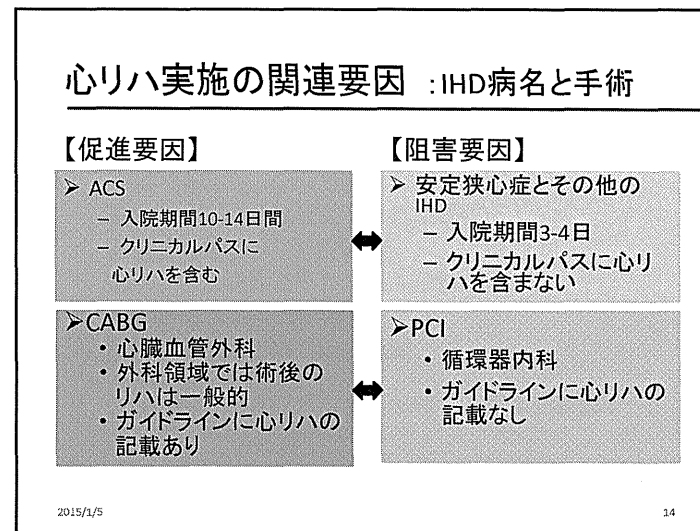 心リハ実施の関連要因 :IHD病名と手術
【促進要因】
➢ ACS
– 入院期間10-14日間
– クリニカルパスに
心リハを含む
【阻害要因】
➢ 安定狭心症とその他の
IHD
– 入院期間3-4日
– クリニカルパスに心リ
ハを含まない
➢CABG
• 心臓血管外科
• 外科領域では術後の
リハは一般的
• ガイドラインに心リハの
記載あり
➢PCI
• 循環器内科
• ガイドラインに心リハの
記載なし
2015/1/5
14